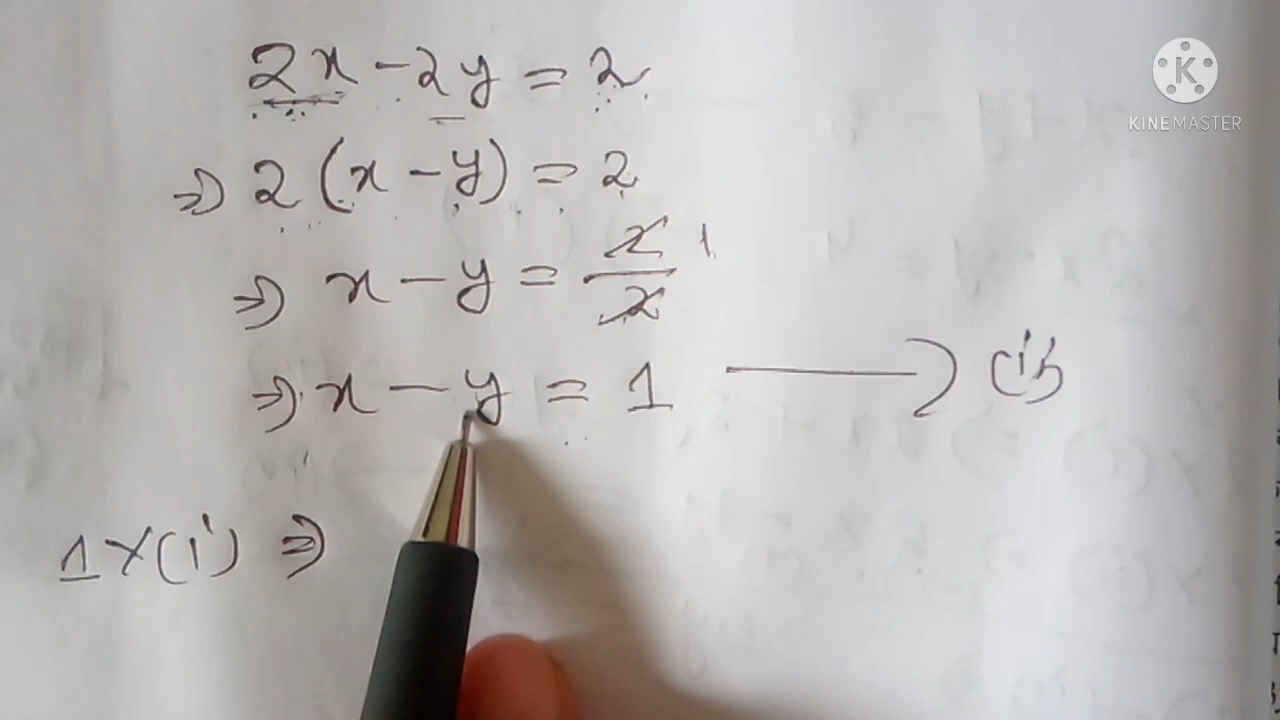 2x - 2y = 2
⇒ 2 (x - y) = 2
⇒ x - y = 2/2 1
⇒ x - y = 1 ⟶ (i)
1 × (i) ⇒
K
KINEMASTER